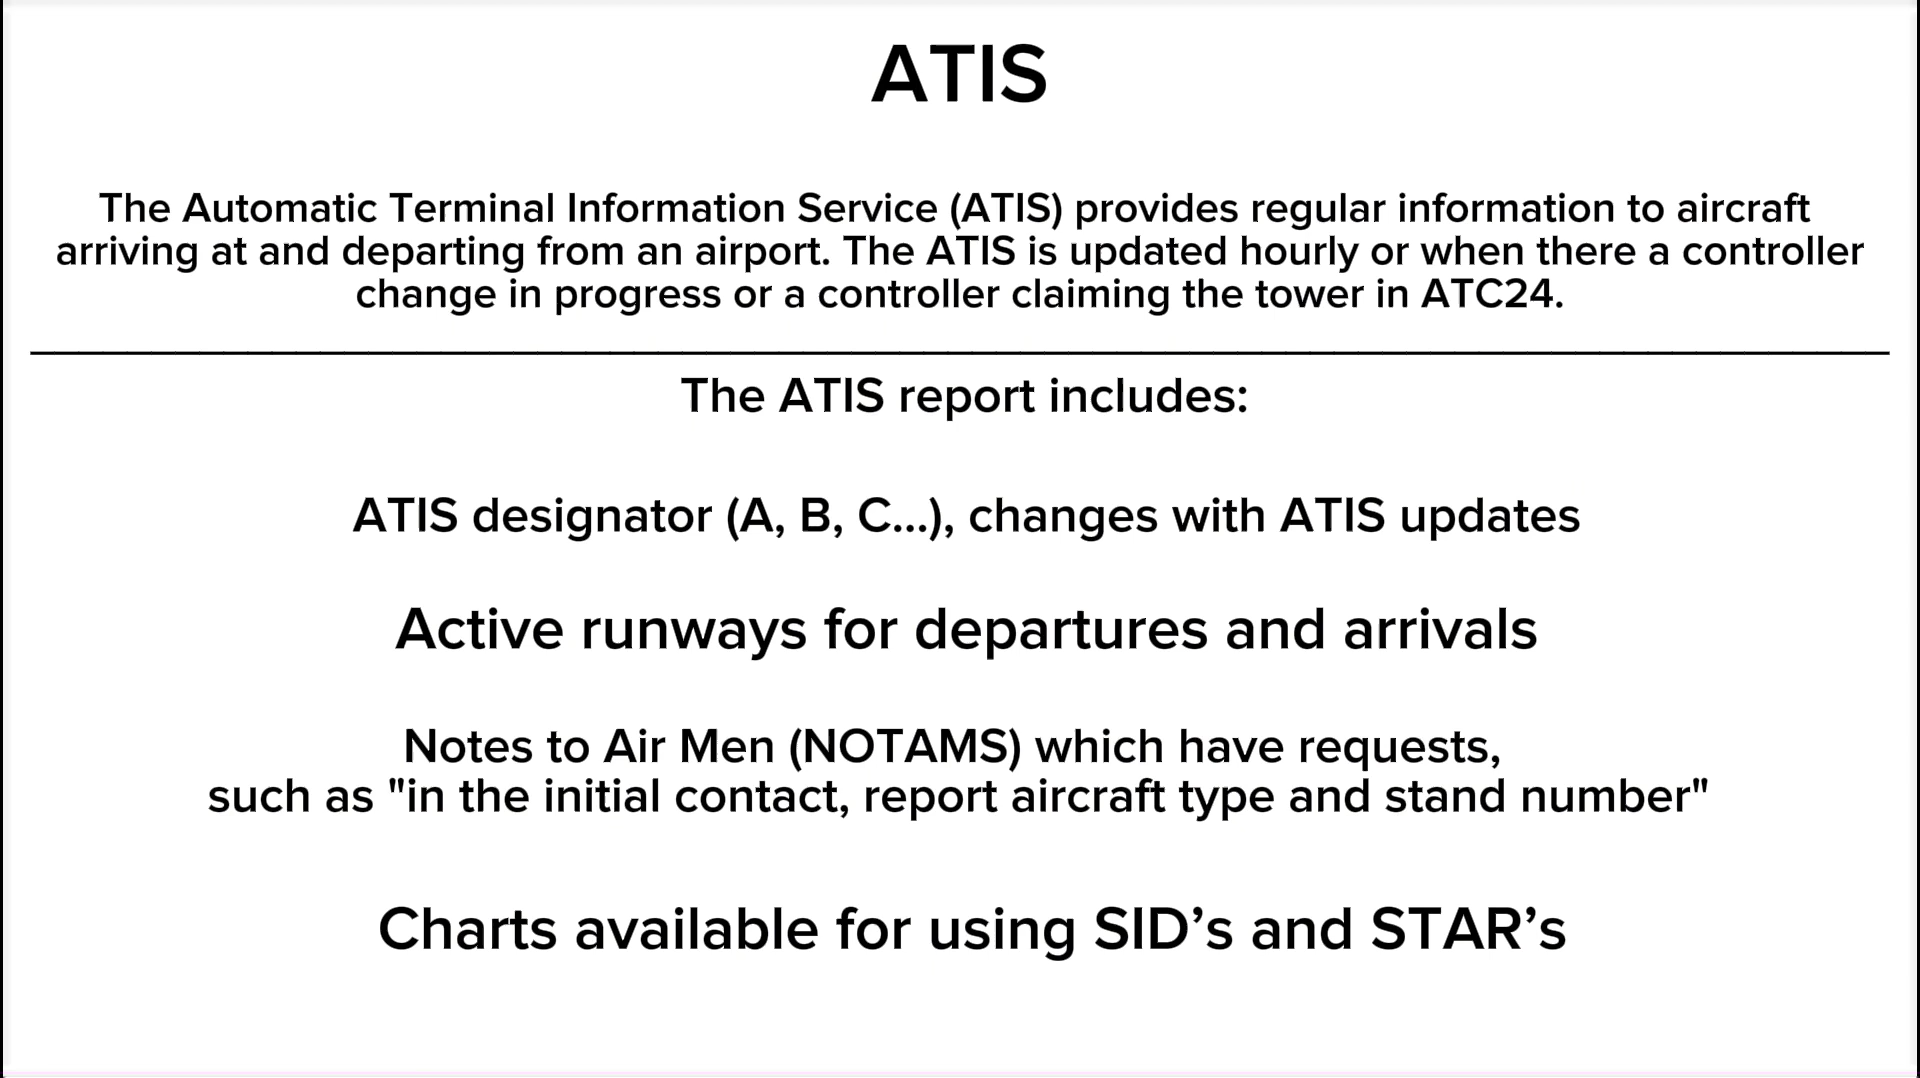 ATIS
The Automatic Terminal Information Service (ATIS) provides regular information to aircraft
arriving at and departing from an airport. The ATIS is updated hourly or when there a controller
change in progress or a controller claiming the tower in ATC24.
The ATIS report includes:
ATIS designator (A, B, C...), changes with ATIS updates
Active runways for departures and arrivals
Notes to Air Men (NOTAMS) which have requests,
such as "in the initial contact, report aircraft type and stand number"
Charts available for using SID’s and STAR’s